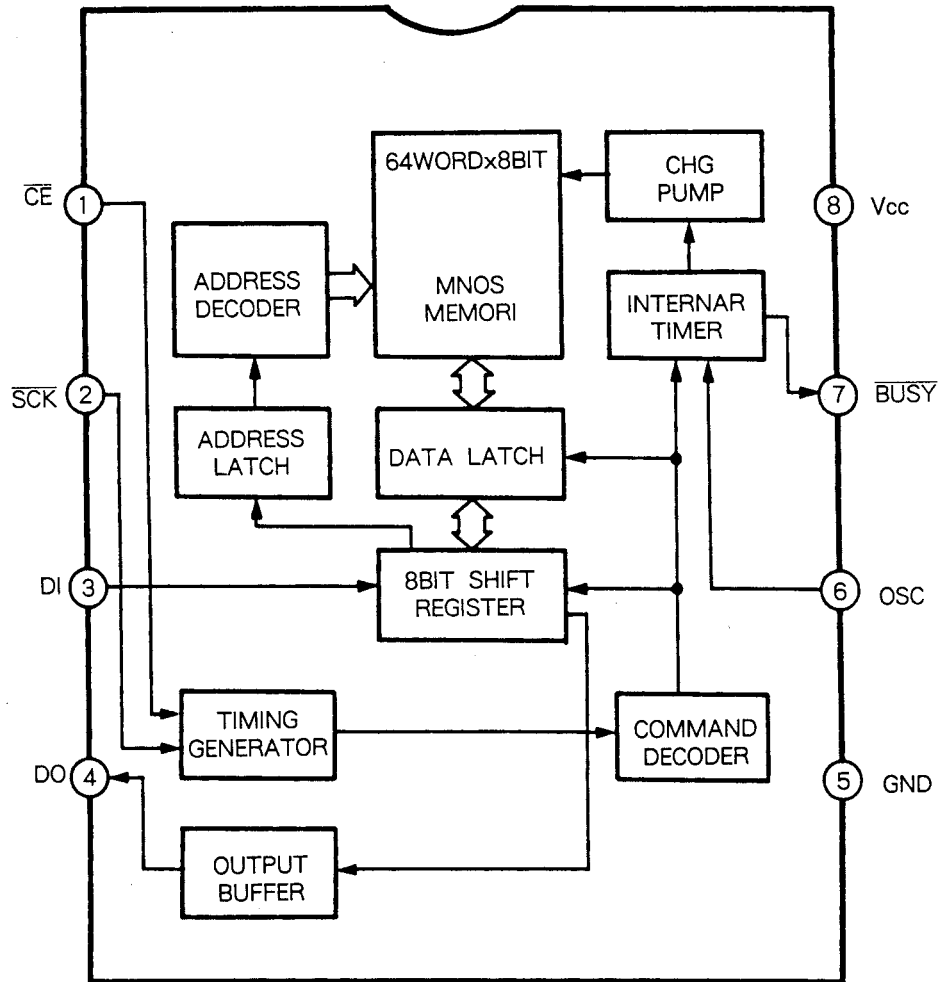 64WORDx8BIT
MNOS
MEMORI
CHG
PUMP
CE
1
8
Vcc
ADDRESS
DECODER
INTERNAR
TIMER
SCK
2
7
BUSY
ADDRESS
LATCH
DATA LATCH
DI
3
8BIT SHIFT
REGISTER
6
OSC
TIMING
GENERATOR
COMMAND
DECODER
DO
4
5
GND
OUTPUT
BUFFER